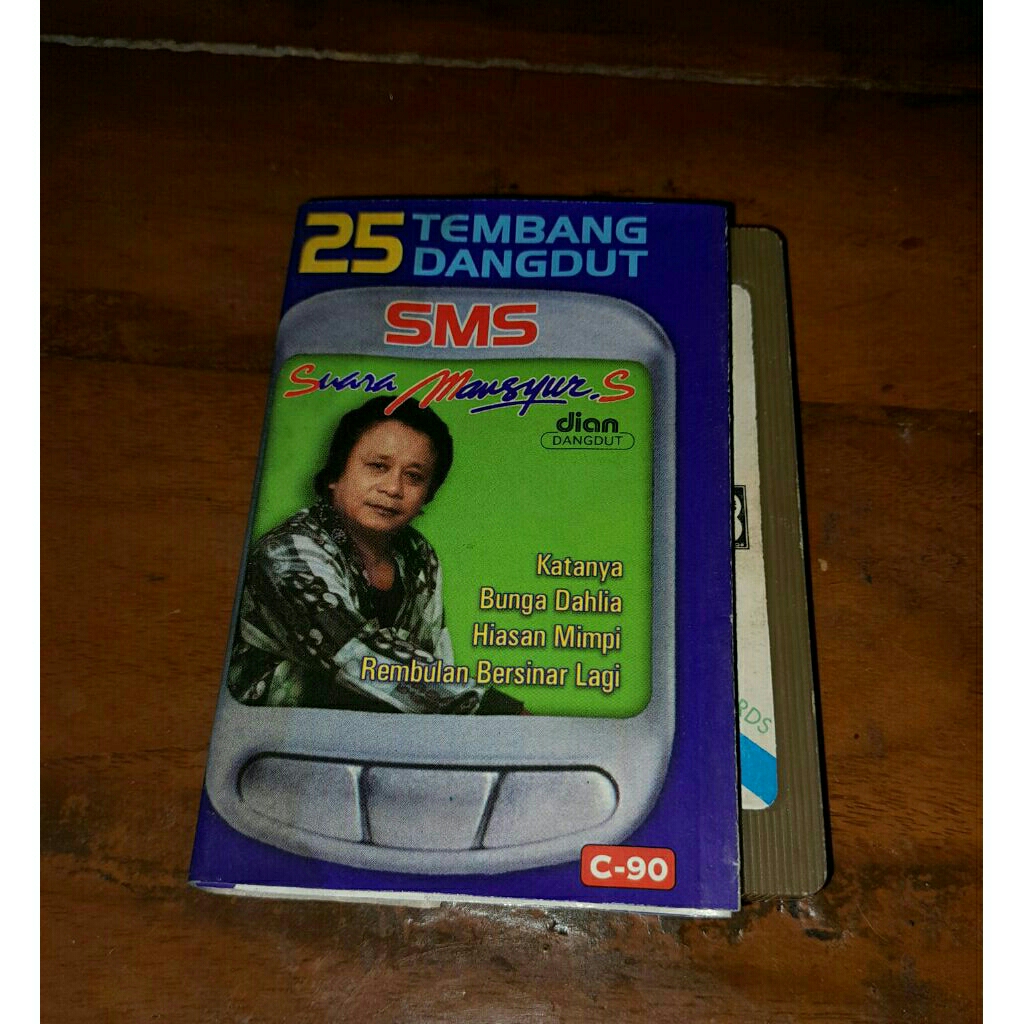 25 TEMBANG
DANGDUT
SMS
Suara Mansyur.S
dian
DANGDUT
Katanya
Bunga Dahlia
Hiasan Mimpi
Rembulan Bersinar Lagi
C-90